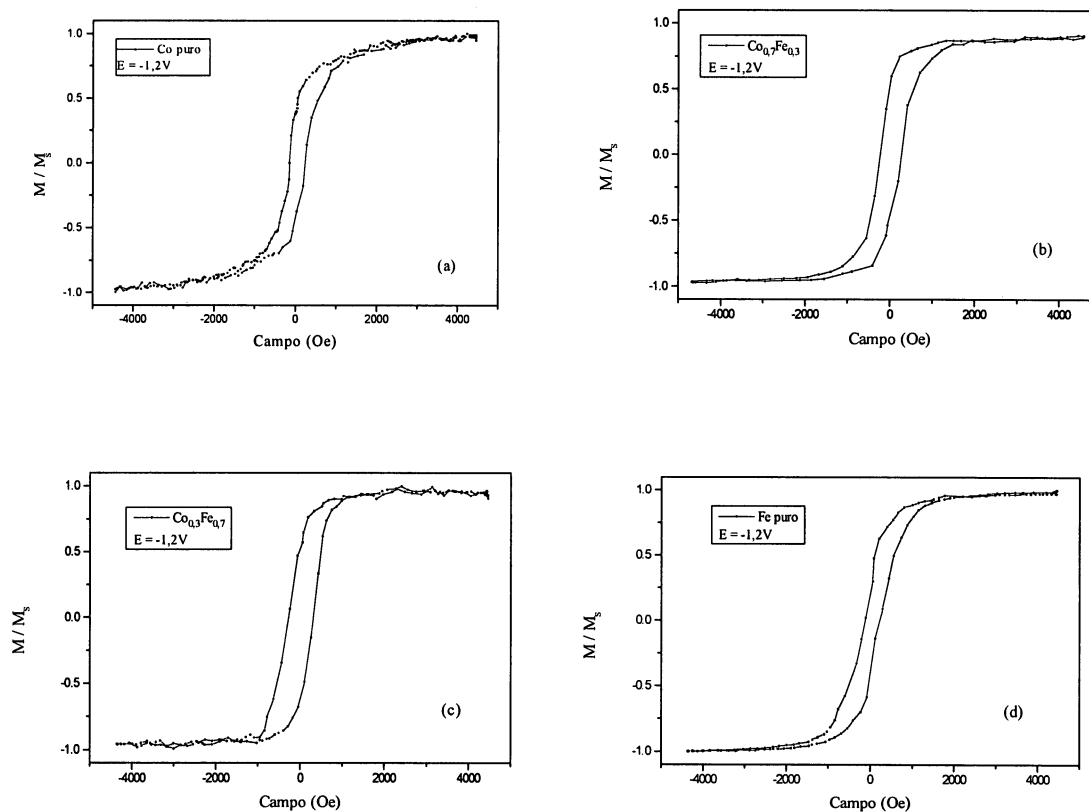 Co puro
E = -1,2V
M / Ms
1.0
0.5
0.0
-0.5
-1.0
(a)
-4000 -2000 0 2000 4000
Campo (Oe)
Co0,7Fe0,3
E = -1,2V
M / Ms
1.0
0.5
0.0
-0.5
-1.0
(b)
-4000 -2000 0 2000 4000
Campo (Oe)
Co0,3Fe0,7
E = -1,2V
M / Ms
1.0
0.5
0.0
-0.5
-1.0
(c)
-4000 -2000 0 2000 4000
Campo (Oe)
Fe puro
E = -1,2V
M / Ms
1.0
0.5
0.0
-0.5
-1.0
(d)
-4000 -2000 0 2000 4000
Campo (Oe)